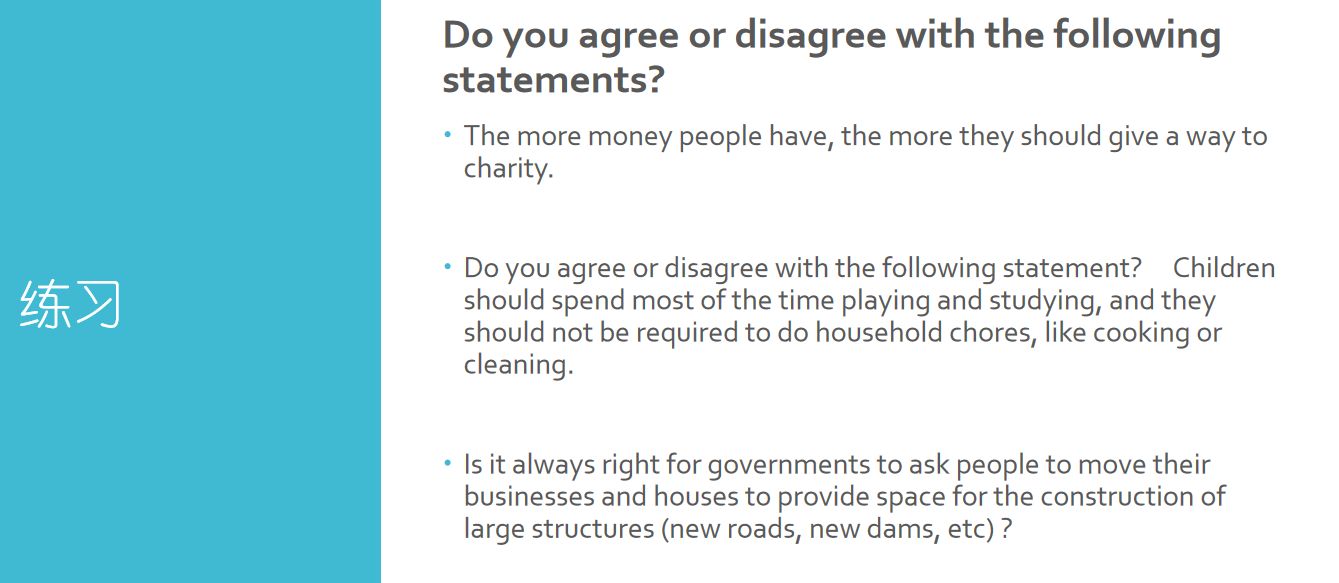 练习
Do you agree or disagree with the following
statements?
• The more money people have, the more they should give a way to
charity.
• Do you agree or disagree with the following statement? Children
should spend most of the time playing and studying, and they
should not be required to do household chores, like cooking or
cleaning.
• Is it always right for governments to ask people to move their
businesses and houses to provide space for the construction of
large structures (new roads, new dams, etc) ?